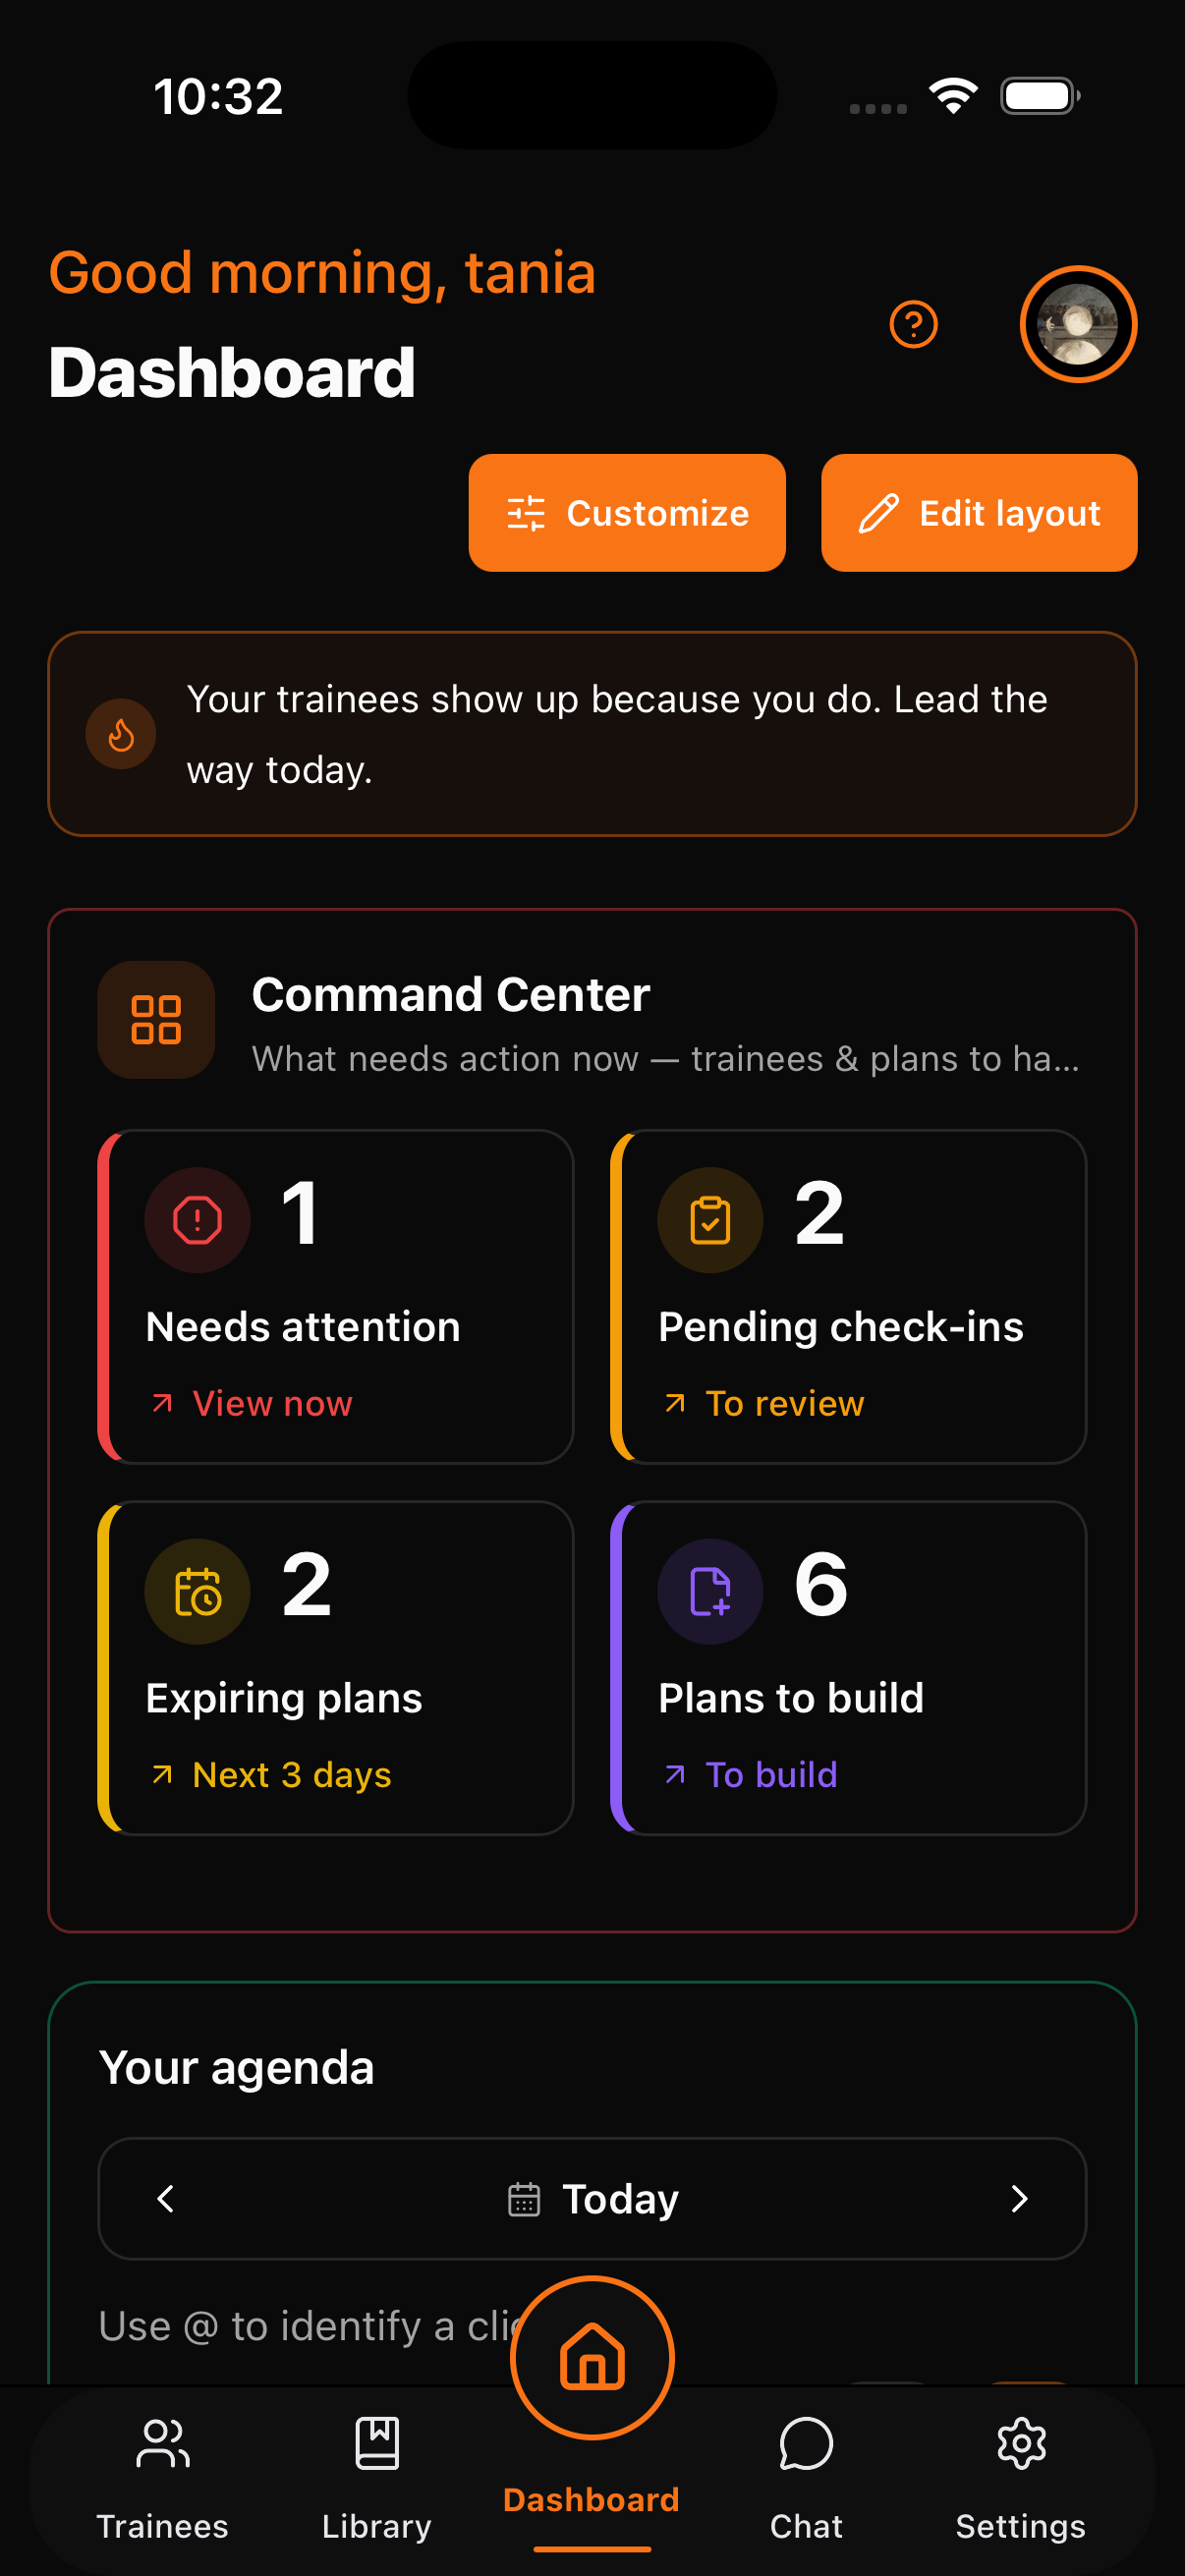 10:32
Good morning, tania
Dashboard
Customize
Edit layout
Your trainees show up because you do. Lead the
way today.
Command Center
What needs action now — trainees & plans to ha...
1
Needs attention
View now
2
Pending check-ins
To review
2
Expiring plans
Next 3 days
6
Plans to build
To build
Your agenda
Today
Use @ to identify a
Trainees
Library
Dashboard
Chat
Settings